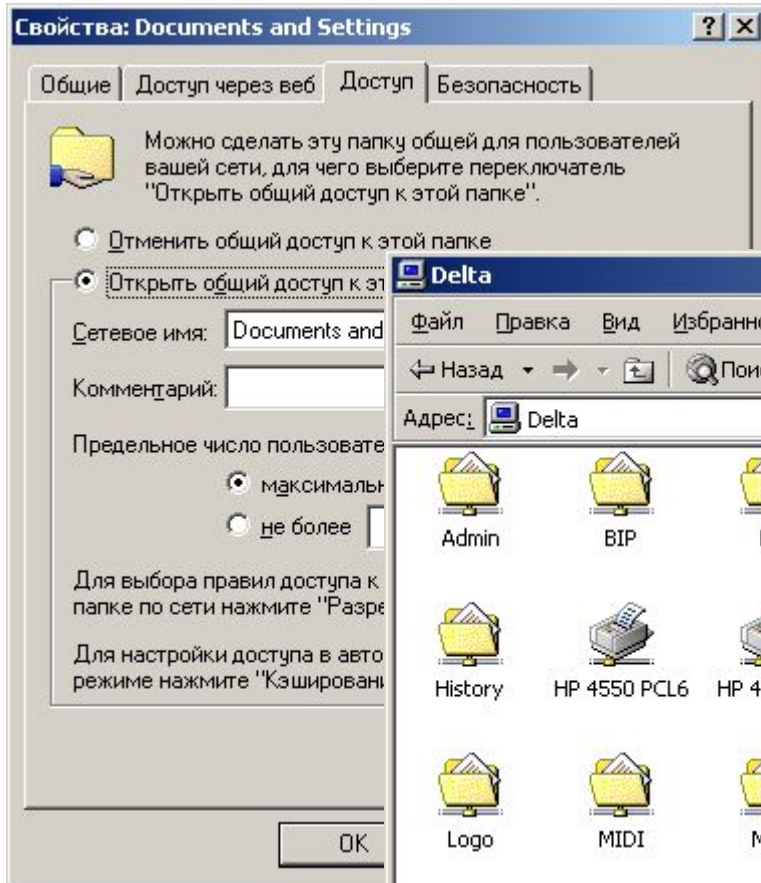 Свойства: Documents and Settings
Общие
Доступ через веб
Доступ
Безопасность
Можно сделать эту папку общей для пользователей
вашей сети, для чего выберите переключатель
"Открыть общий доступ к этой папке".
Отменить общий доступ к этой папке
Открыть общий доступ к эт
Сетевое имя:
Documents and
Комментарий:
Предельное число пользовате
максимальн
не более
Для выбора правил доступа к
папке по сети нажмите "Разре
Для настройки доступа в авто
режиме нажмите "Кэшировани
OK
Delta
Файл Правка Вид Избранно
Назад Пои
Адрес: Delta
Admin BIP
History HP 4550 PCL6 HP 4
Logo MIDI